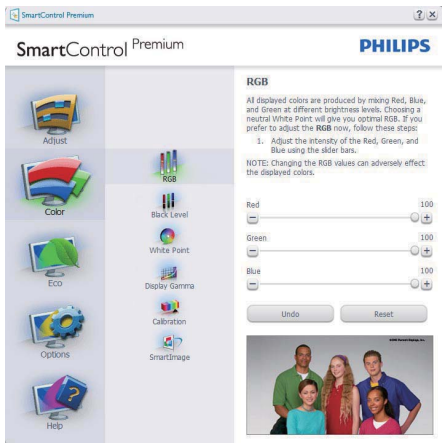 SmartControl Premium
SmartControl Premium
PHILIPS
Adjust
Color
Eco
Options
Help
RGB
Black Level
White Point
Display Gamma
Calibration
SmartImage
RGB
All displayed colors are produced by mixing Red, Blue,
and Green at different brightness levels. Choosing a
neutral White Point will give you optimal RGB. If you
prefer to adjust the RGB now, follow these steps:
1. Adjust the intensity of the Red, Green, and
Blue using the slider bars.
NOTE: Changing the RGB values can adversely effect
the displayed colors.
Red 100
Green 100
Blue 100
Undo Reset